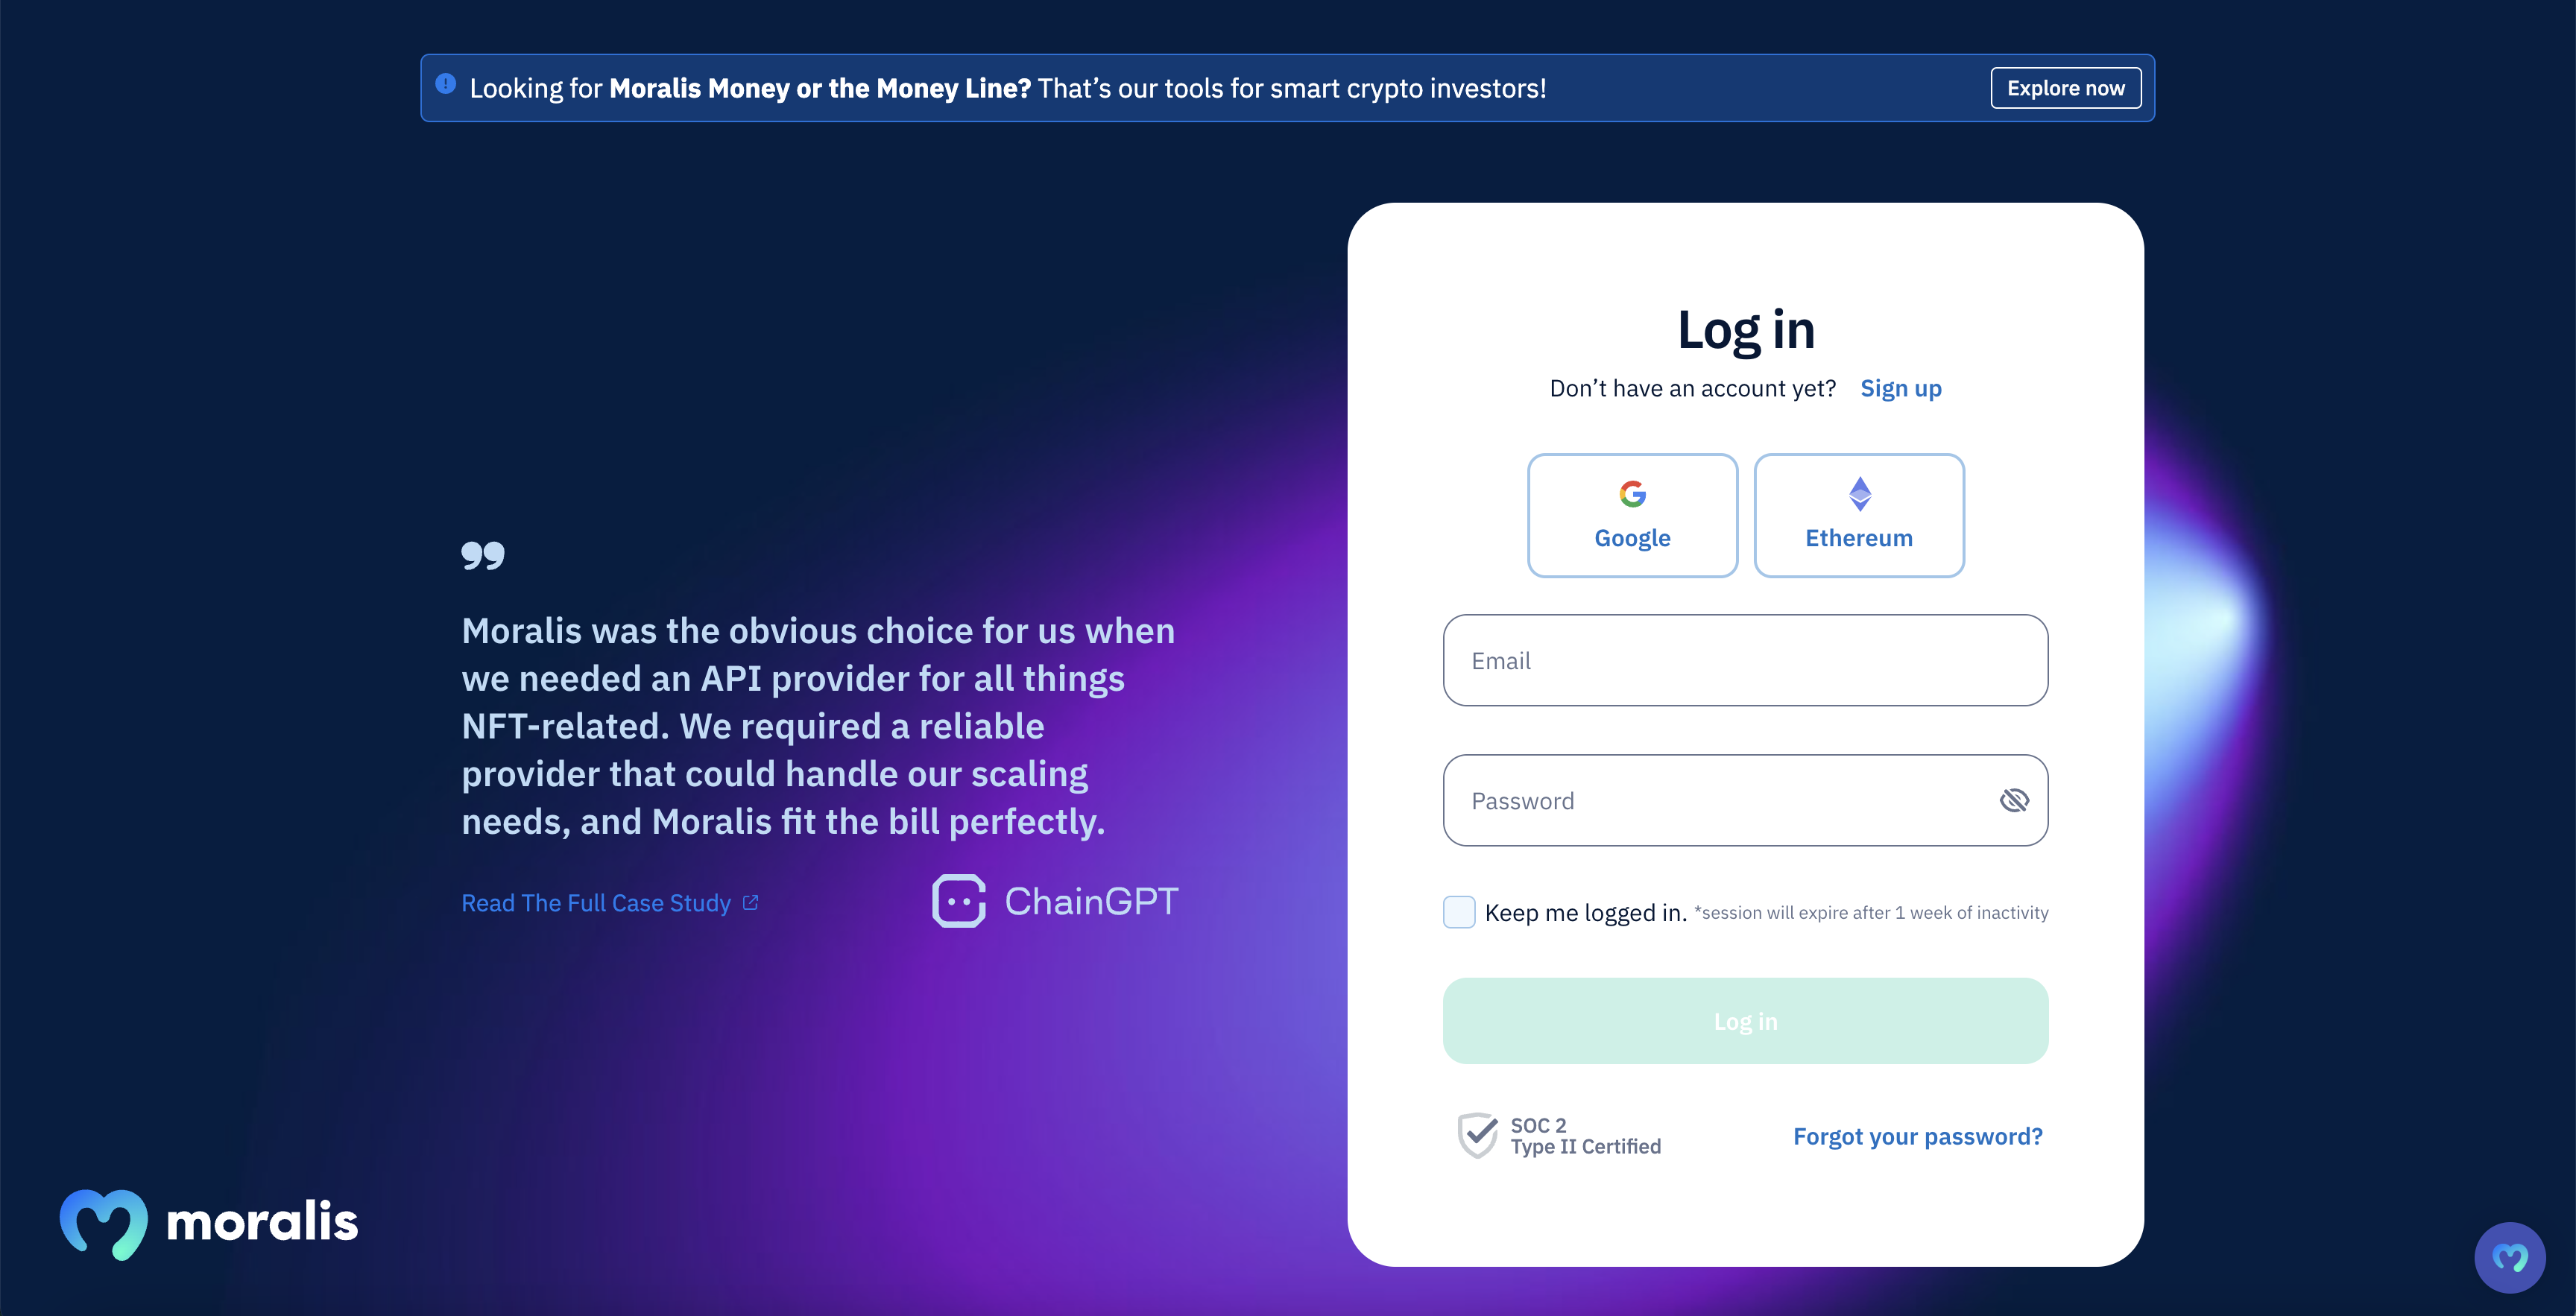 Looking for Moralis Money or the Money Line? That’s our tools for smart crypto investors!
Explore now
Log in
Don’t have an account yet? Sign up
Google
Ethereum
Email
Password
Keep me logged in. *session will expire after 1 week of inactivity
Log in
SOC 2
Type II Certified
Forgot your password?
”
Moralis was the obvious choice for us when
we needed an API provider for all things
NFT-related. We required a reliable
provider that could handle our scaling
needs, and Moralis fit the bill perfectly.
Read The Full Case Study
ChainGPT
moralis